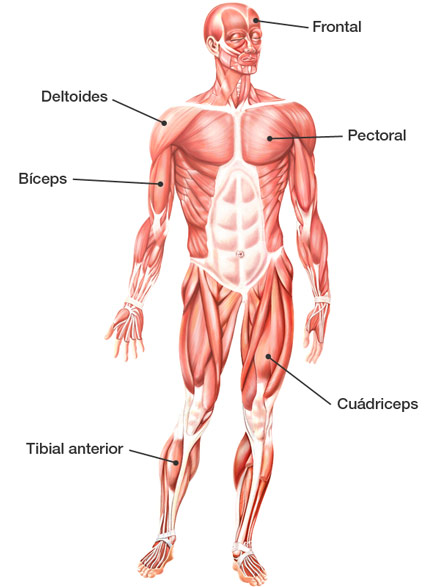 Frontal
Deltoides
Pectoral
Bíceps
Cuádriceps
Tibial anterior